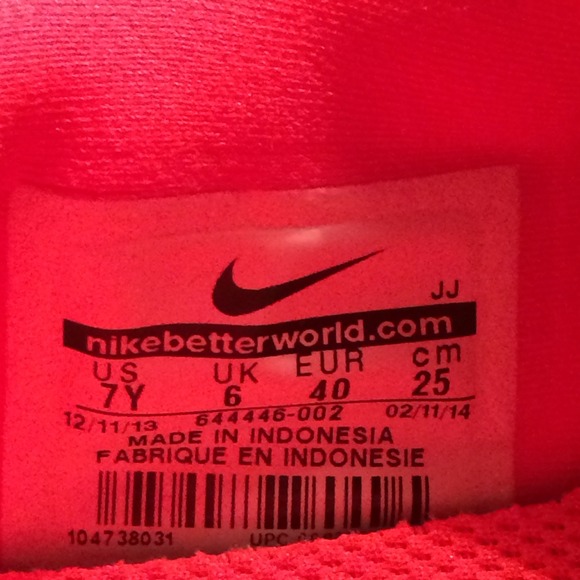 JJ
nikebetterworld.com
US UK EUR cm
7Y 6 40 25
12/11/13 644446-002 02/11/14
MADE IN INDONESIA
FABRIQUE EN INDONESIE
104738031 UPC